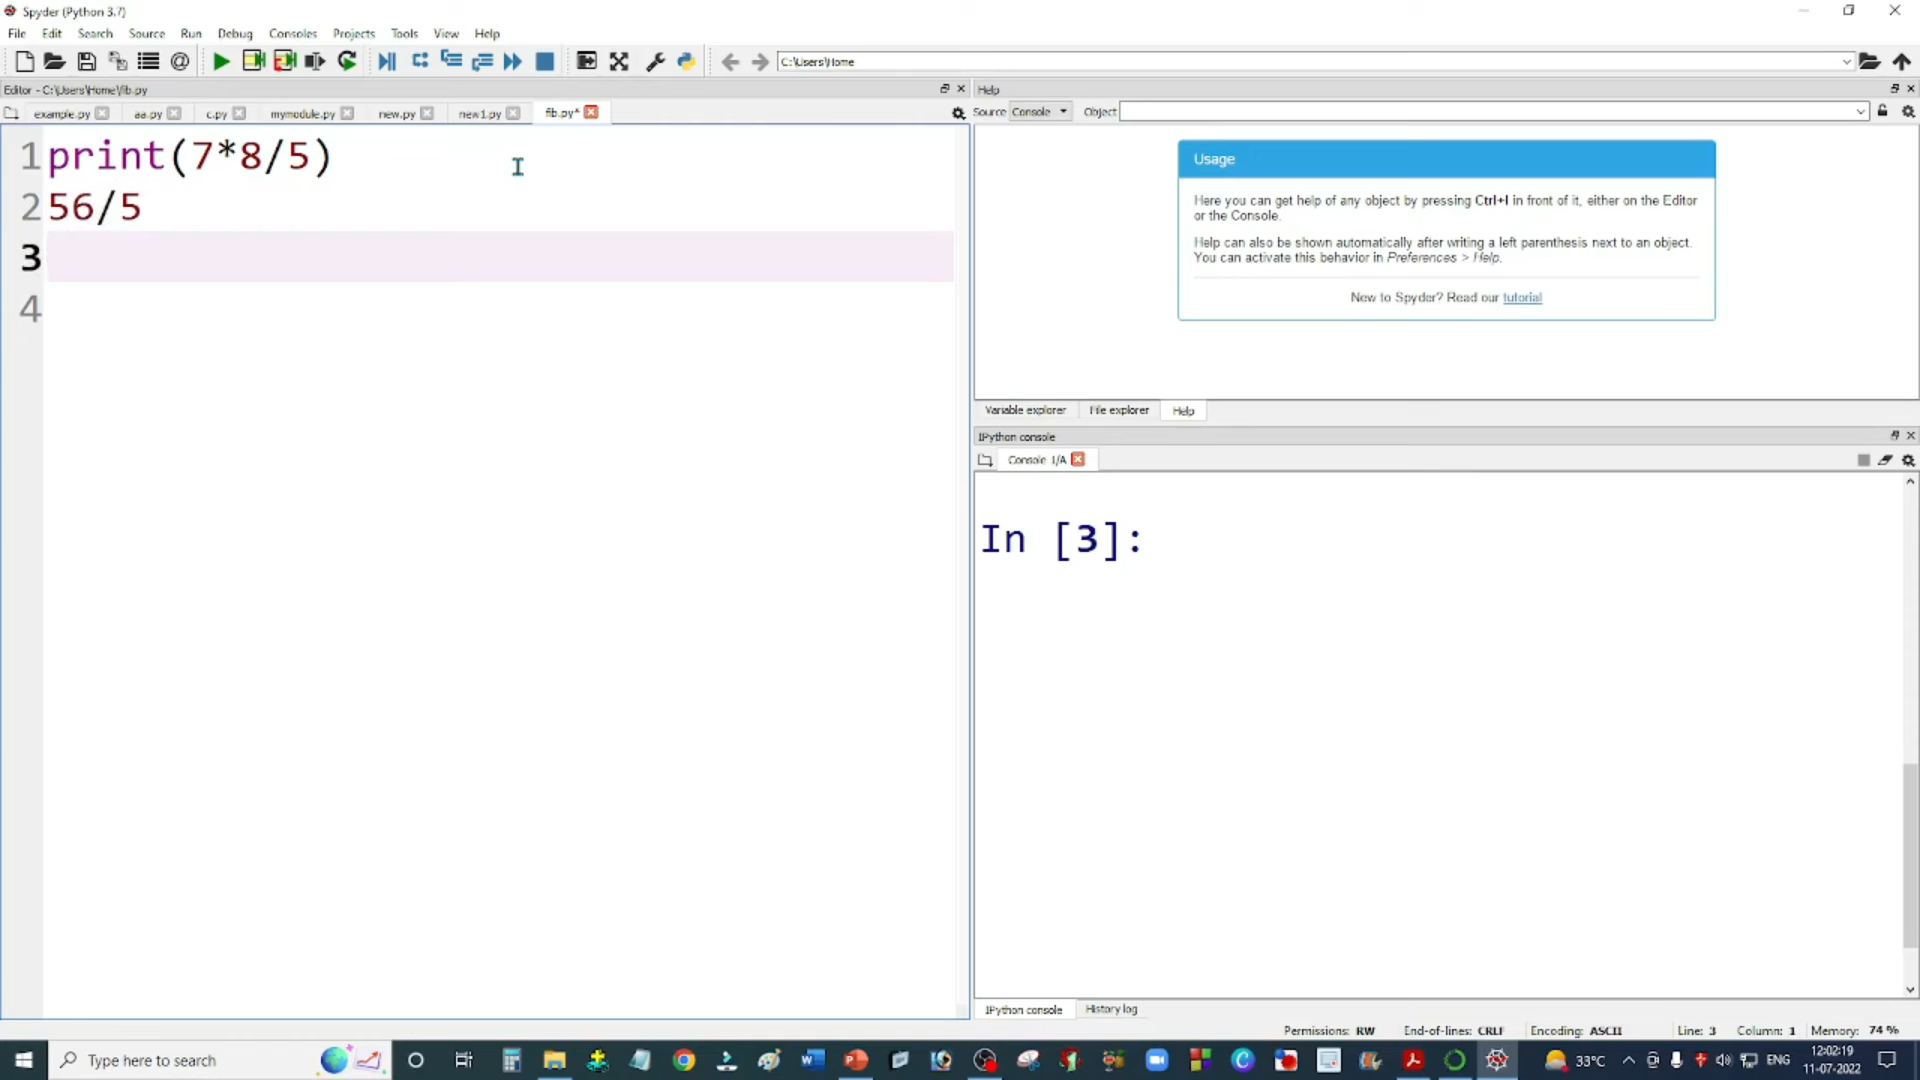 Spyder (Python 3.7)
File Edit Search Source Run Debug Consoles Projects Tools View Help
C:\Users\Home
Editor - C:\Users\Home\fib.py
Help
example.py aa.py c.py mymodule.py new.py new1.py fib.py*
Source Console Object
1 print(7*8/5)
2 56/5
3
4
Usage
Here you can get help of any object by pressing Ctrl+I in front of it, either on the Editor
or the Console.
Help can also be shown automatically after writing a left parenthesis next to an object.
You can activate this behavior in Preferences > Help.
New to Spyder? Read our tutorial
Variable explorer File explorer Help
IPython console
Console 1/A
In [3]:
IPython console History log
Permissions: RW End-of-lines: CRLF Encoding: ASCII Line: 3 Column: 1 Memory: 74 %
Type here to search
33°C ENG
12:02:19
11-07-2022